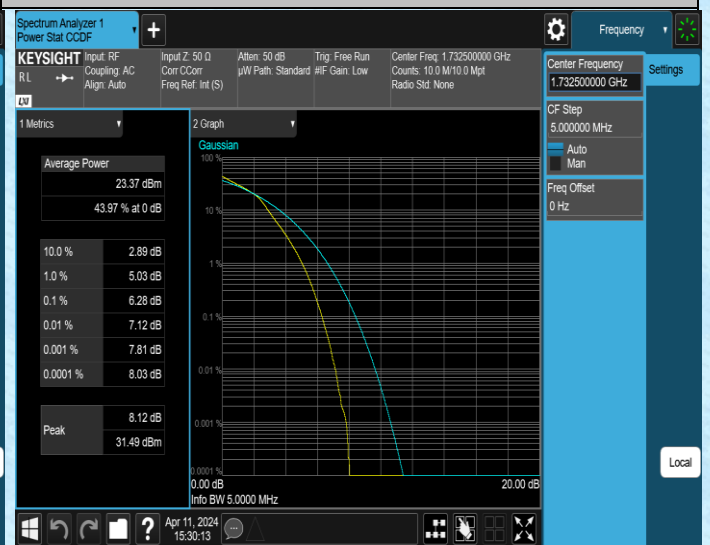 Spectrum Analyzer 1
Power Stat CCDF
Frequency
KEYSIGHT
RL
LXI
Input: RF
Coupling: AC
Align: Auto
Input Z: 50 Ω
Corr CCorr
Freq Ref: Int (S)
Atten: 50 dB
µW Path: Standard
Trig: Free Run
#IF Gain: Low
Center Freq: 1.732500000 GHz
Counts: 10.0 M/10.0 Mpt
Radio Std: None
Center Frequency
1.732500000 GHz
Settings
CF Step
5.000000 MHz
Auto
Man
Freq Offset
0 Hz
1 Metrics
Average Power
23.37 dBm
43.97 % at 0 dB
10.0 % 2.89 dB
1.0 % 5.03 dB
0.1 % 6.28 dB
0.01 % 7.12 dB
0.001 % 7.81 dB
0.0001 % 8.03 dB
Peak
8.12 dB
31.49 dBm
2 Graph
Gaussian
100 %
10 %
1 %
0.1 %
0.01 %
0.001 %
0.0001 %
0.00 dB 20.00 dB
Info BW 5.0000 MHz
Local
?
Apr 11, 2024
15:30:13